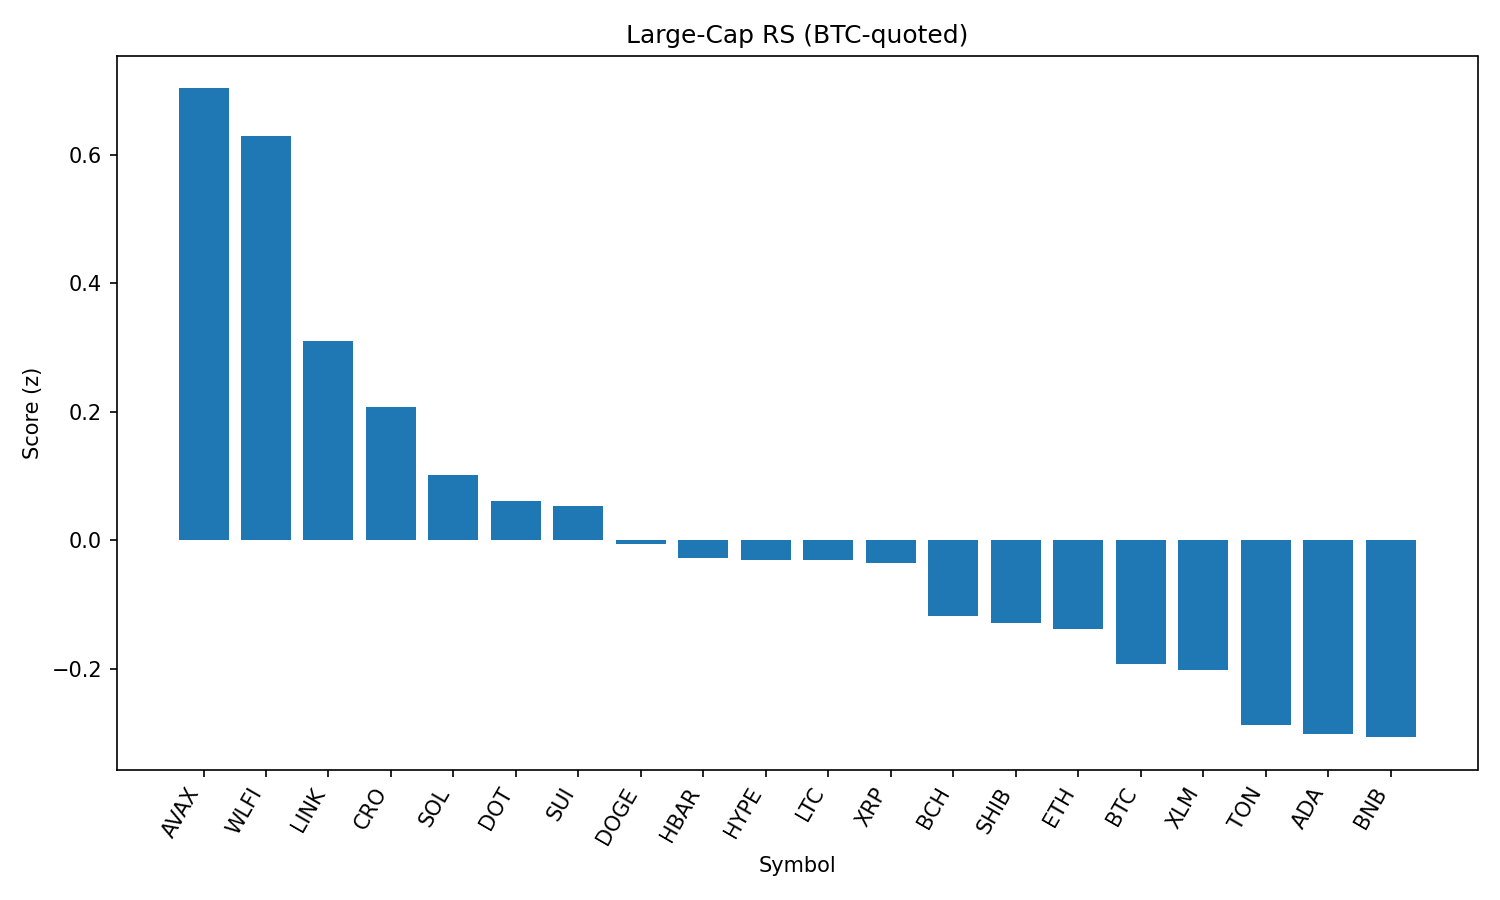 Large-Cap RS (BTC-quoted)
Score (z)
0.6
0.4
0.2
0.0
−0.2
AVAX
WLFI
LINK
CRO
SOL
DOT
SUI
DOGE
HBAR
HYPE
LTC
XRP
BCH
SHIB
ETH
BTC
XLM
TON
ADA
BNB
Symbol